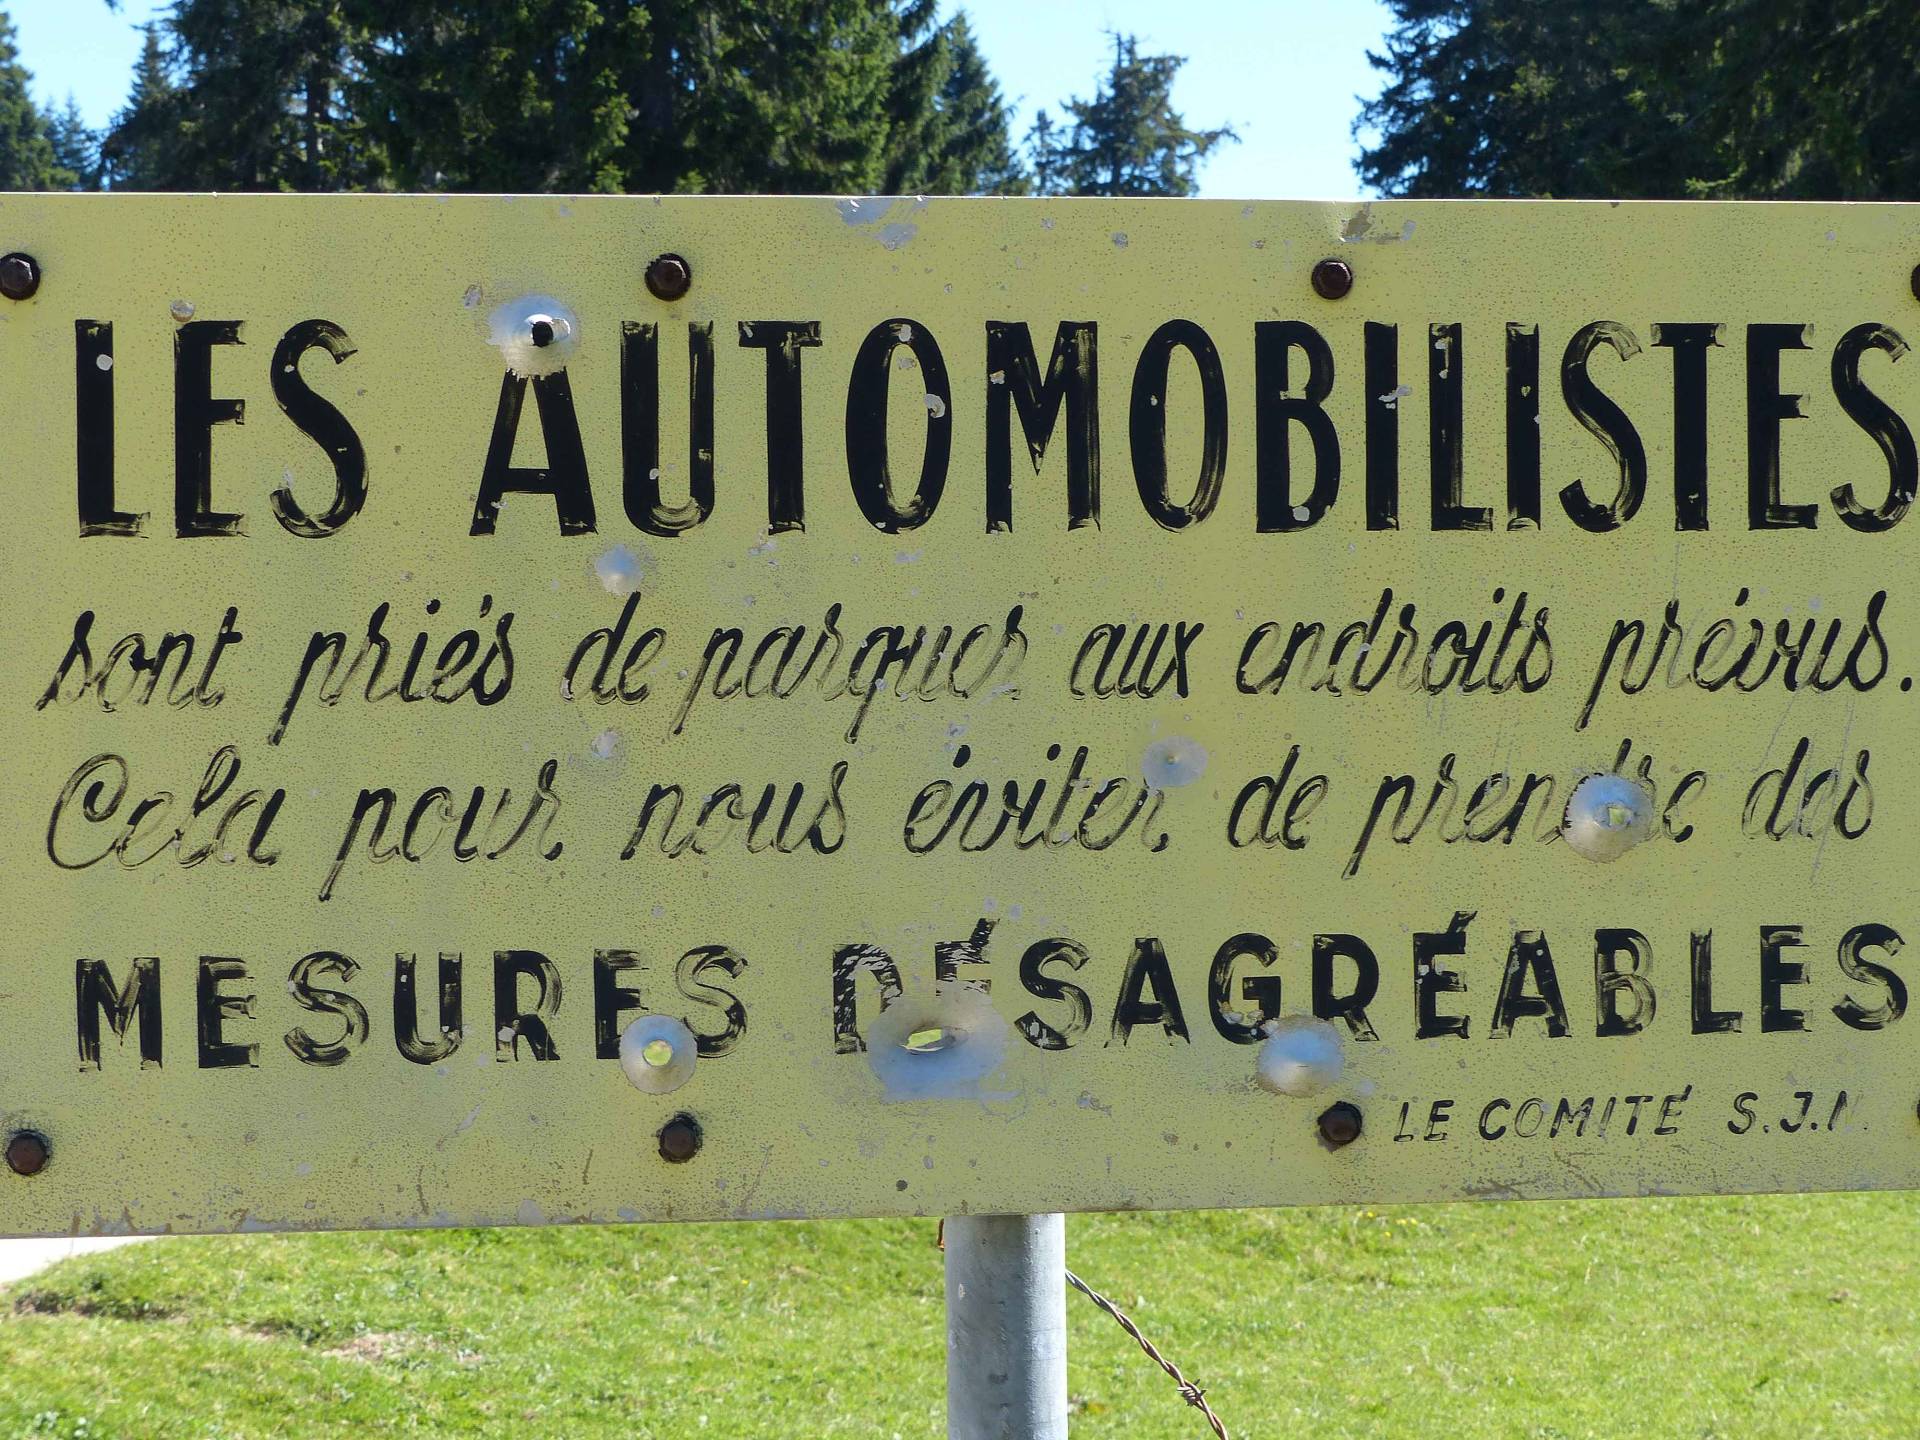 LES AUTOMOBILISTES
sont priés de parquer aux endroits prévus.
Cela pour nous éviter de prendre des
MESURES DÉSAGRÉABLES
LE COMITÉ